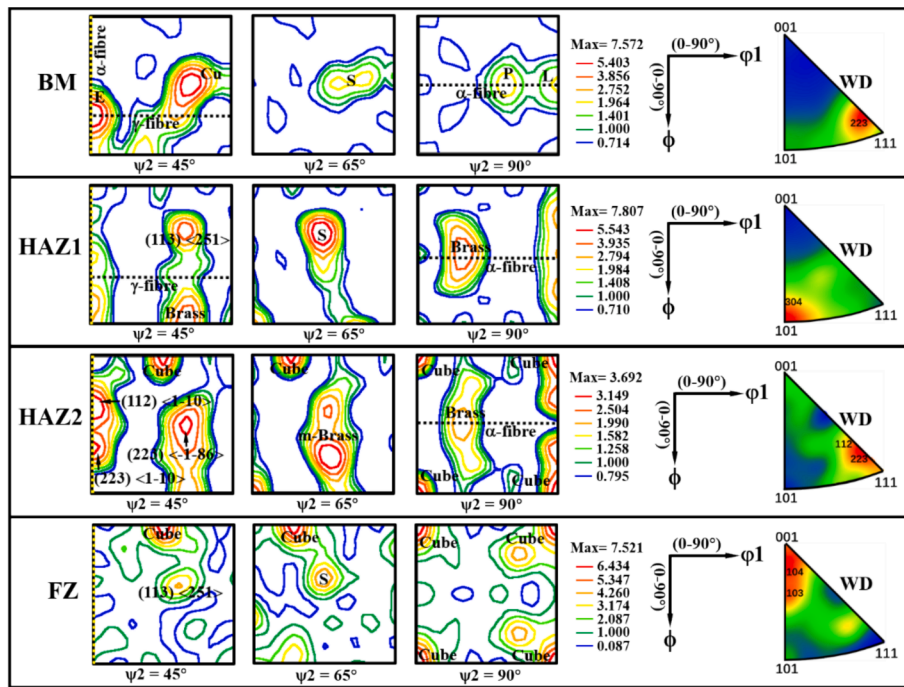 BM
α-fibre
E
Cu
γ-fibre
ψ2 = 45°
S
ψ2 = 65°
P
L
α-fibre
ψ2 = 90°
Max= 7.572
5.403
3.856
2.752
1.964
1.401
1.000
0.714
(0-90°)
φ1
(0-90°)
ϕ
001
WD
223
101
111
HAZ1
(113) <251>
γ-fibre
Brass
ψ2 = 45°
S
ψ2 = 65°
Brass
α-fibre
ψ2 = 90°
Max= 7.807
5.543
3.935
2.794
1.984
1.408
1.000
0.710
(0-90°)
φ1
(0-90°)
ϕ
001
WD
304
101
111
HAZ2
Cube
(112) <1-10>
(223) <-1-86>
(223) <1-10>
ψ2 = 45°
Cube
m-Brass
ψ2 = 65°
Cube
Cube
Brass
α-fibre
Cube
Cube
ψ2 = 90°
Max= 3.692
3.149
2.504
1.990
1.582
1.258
1.000
0.795
(0-90°)
φ1
(0-90°)
ϕ
001
WD
112
223
101
111
FZ
Cube
(113) <251>
ψ2 = 45°
Cube
S
ψ2 = 65°
Cube
Cube
Cube
Cube
ψ2 = 90°
Max= 7.521
6.434
5.347
4.260
3.174
2.087
1.000
0.087
(0-90°)
φ1
(0-90°)
ϕ
001
104
103
WD
101
111